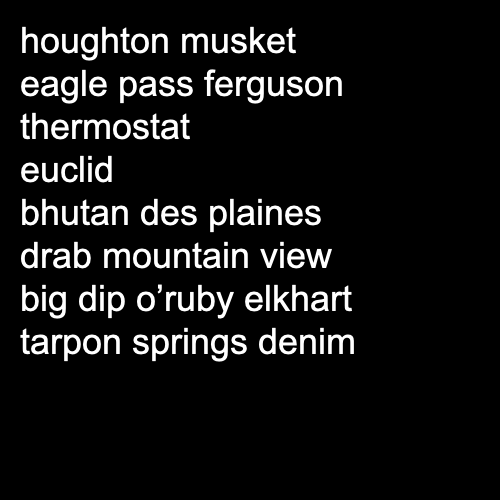 houghton musket
eagle pass ferguson
thermostat
euclid
bhutan des plaines
drab mountain view
big dip o’ruby elkhart
tarpon springs denim